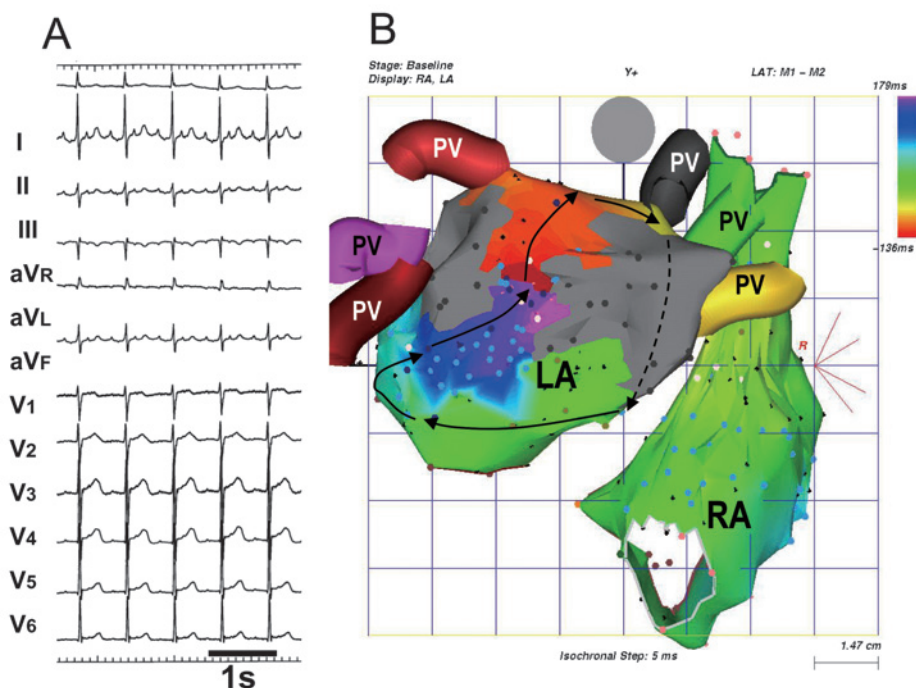 A
I
II
III
aVR
aVL
aVF
V1
V2
V3
V4
V5
V6
1s
B
Stage: Baseline
Display: RA, LA
Y+
LAT: M1 – M2
179ms
–136ms
PV
PV
PV
PV
PV
PV
R
LA
RA
1.47 cm
Isochronal Step: 5 ms